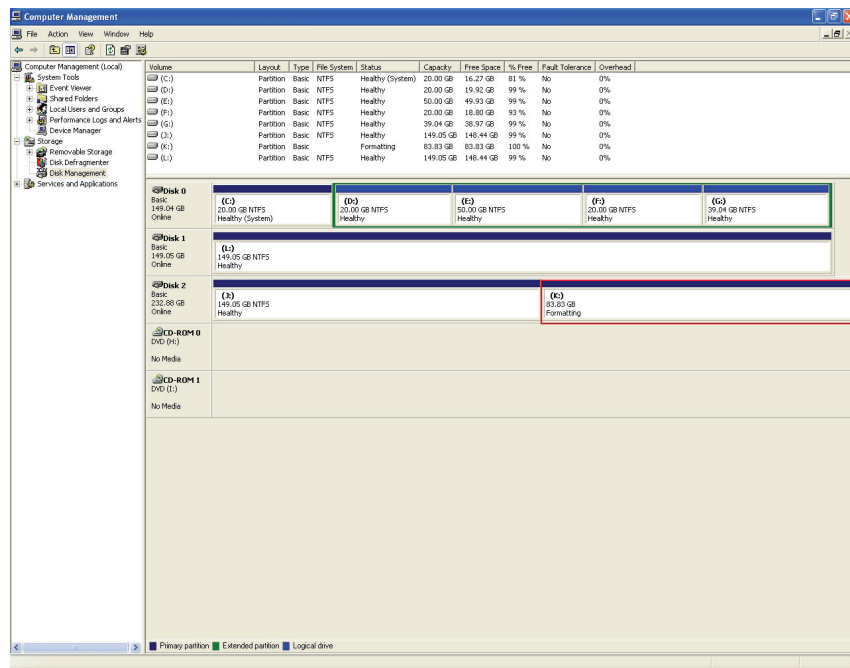 Computer Management
File Action View Window Help
Computer Management (Local)
System Tools
Event Viewer
Shared Folders
Local Users and Groups
Performance Logs and Alerts
Device Manager
Storage
Removable Storage
Disk Defragmenter
Disk Management
Services and Applications
Volume Layout Type File System Status Capacity Free Space % Free Fault Tolerance Overhead
(C:) Partition Basic NTFS Healthy (System) 20.00 GB 16.27 GB 81 % No 0%
(D:) Partition Basic NTFS Healthy 20.00 GB 19.92 GB 99 % No 0%
(E:) Partition Basic NTFS Healthy 50.00 GB 49.93 GB 99 % No 0%
(F:) Partition Basic NTFS Healthy 20.00 GB 18.80 GB 93 % No 0%
(G:) Partition Basic NTFS Healthy 39.04 GB 38.97 GB 99 % No 0%
(J:) Partition Basic NTFS Healthy 149.05 GB 148.44 GB 99 % No 0%
(K:) Partition Basic Formatting 83.83 GB 83.83 GB 100 % No 0%
(L:) Partition Basic NTFS Healthy 149.05 GB 148.44 GB 99 % No 0%
Disk 0
Basic
149.04 GB
Online
(C:)
20.00 GB NTFS
Healthy (System)
(D:)
20.00 GB NTFS
Healthy
(E:)
50.00 GB NTFS
Healthy
(F:)
20.00 GB NTFS
Healthy
(G:)
39.04 GB NTFS
Healthy
Disk 1
Basic
149.05 GB
Online
(L:)
149.05 GB NTFS
Healthy
Disk 2
Basic
232.88 GB
Online
(J:)
149.05 GB NTFS
Healthy
(K:)
83.83 GB
Formatting
CD-ROM 0
DVD (H:)
No Media
CD-ROM 1
DVD (I:)
No Media
Primary partition Extended partition Logical drive